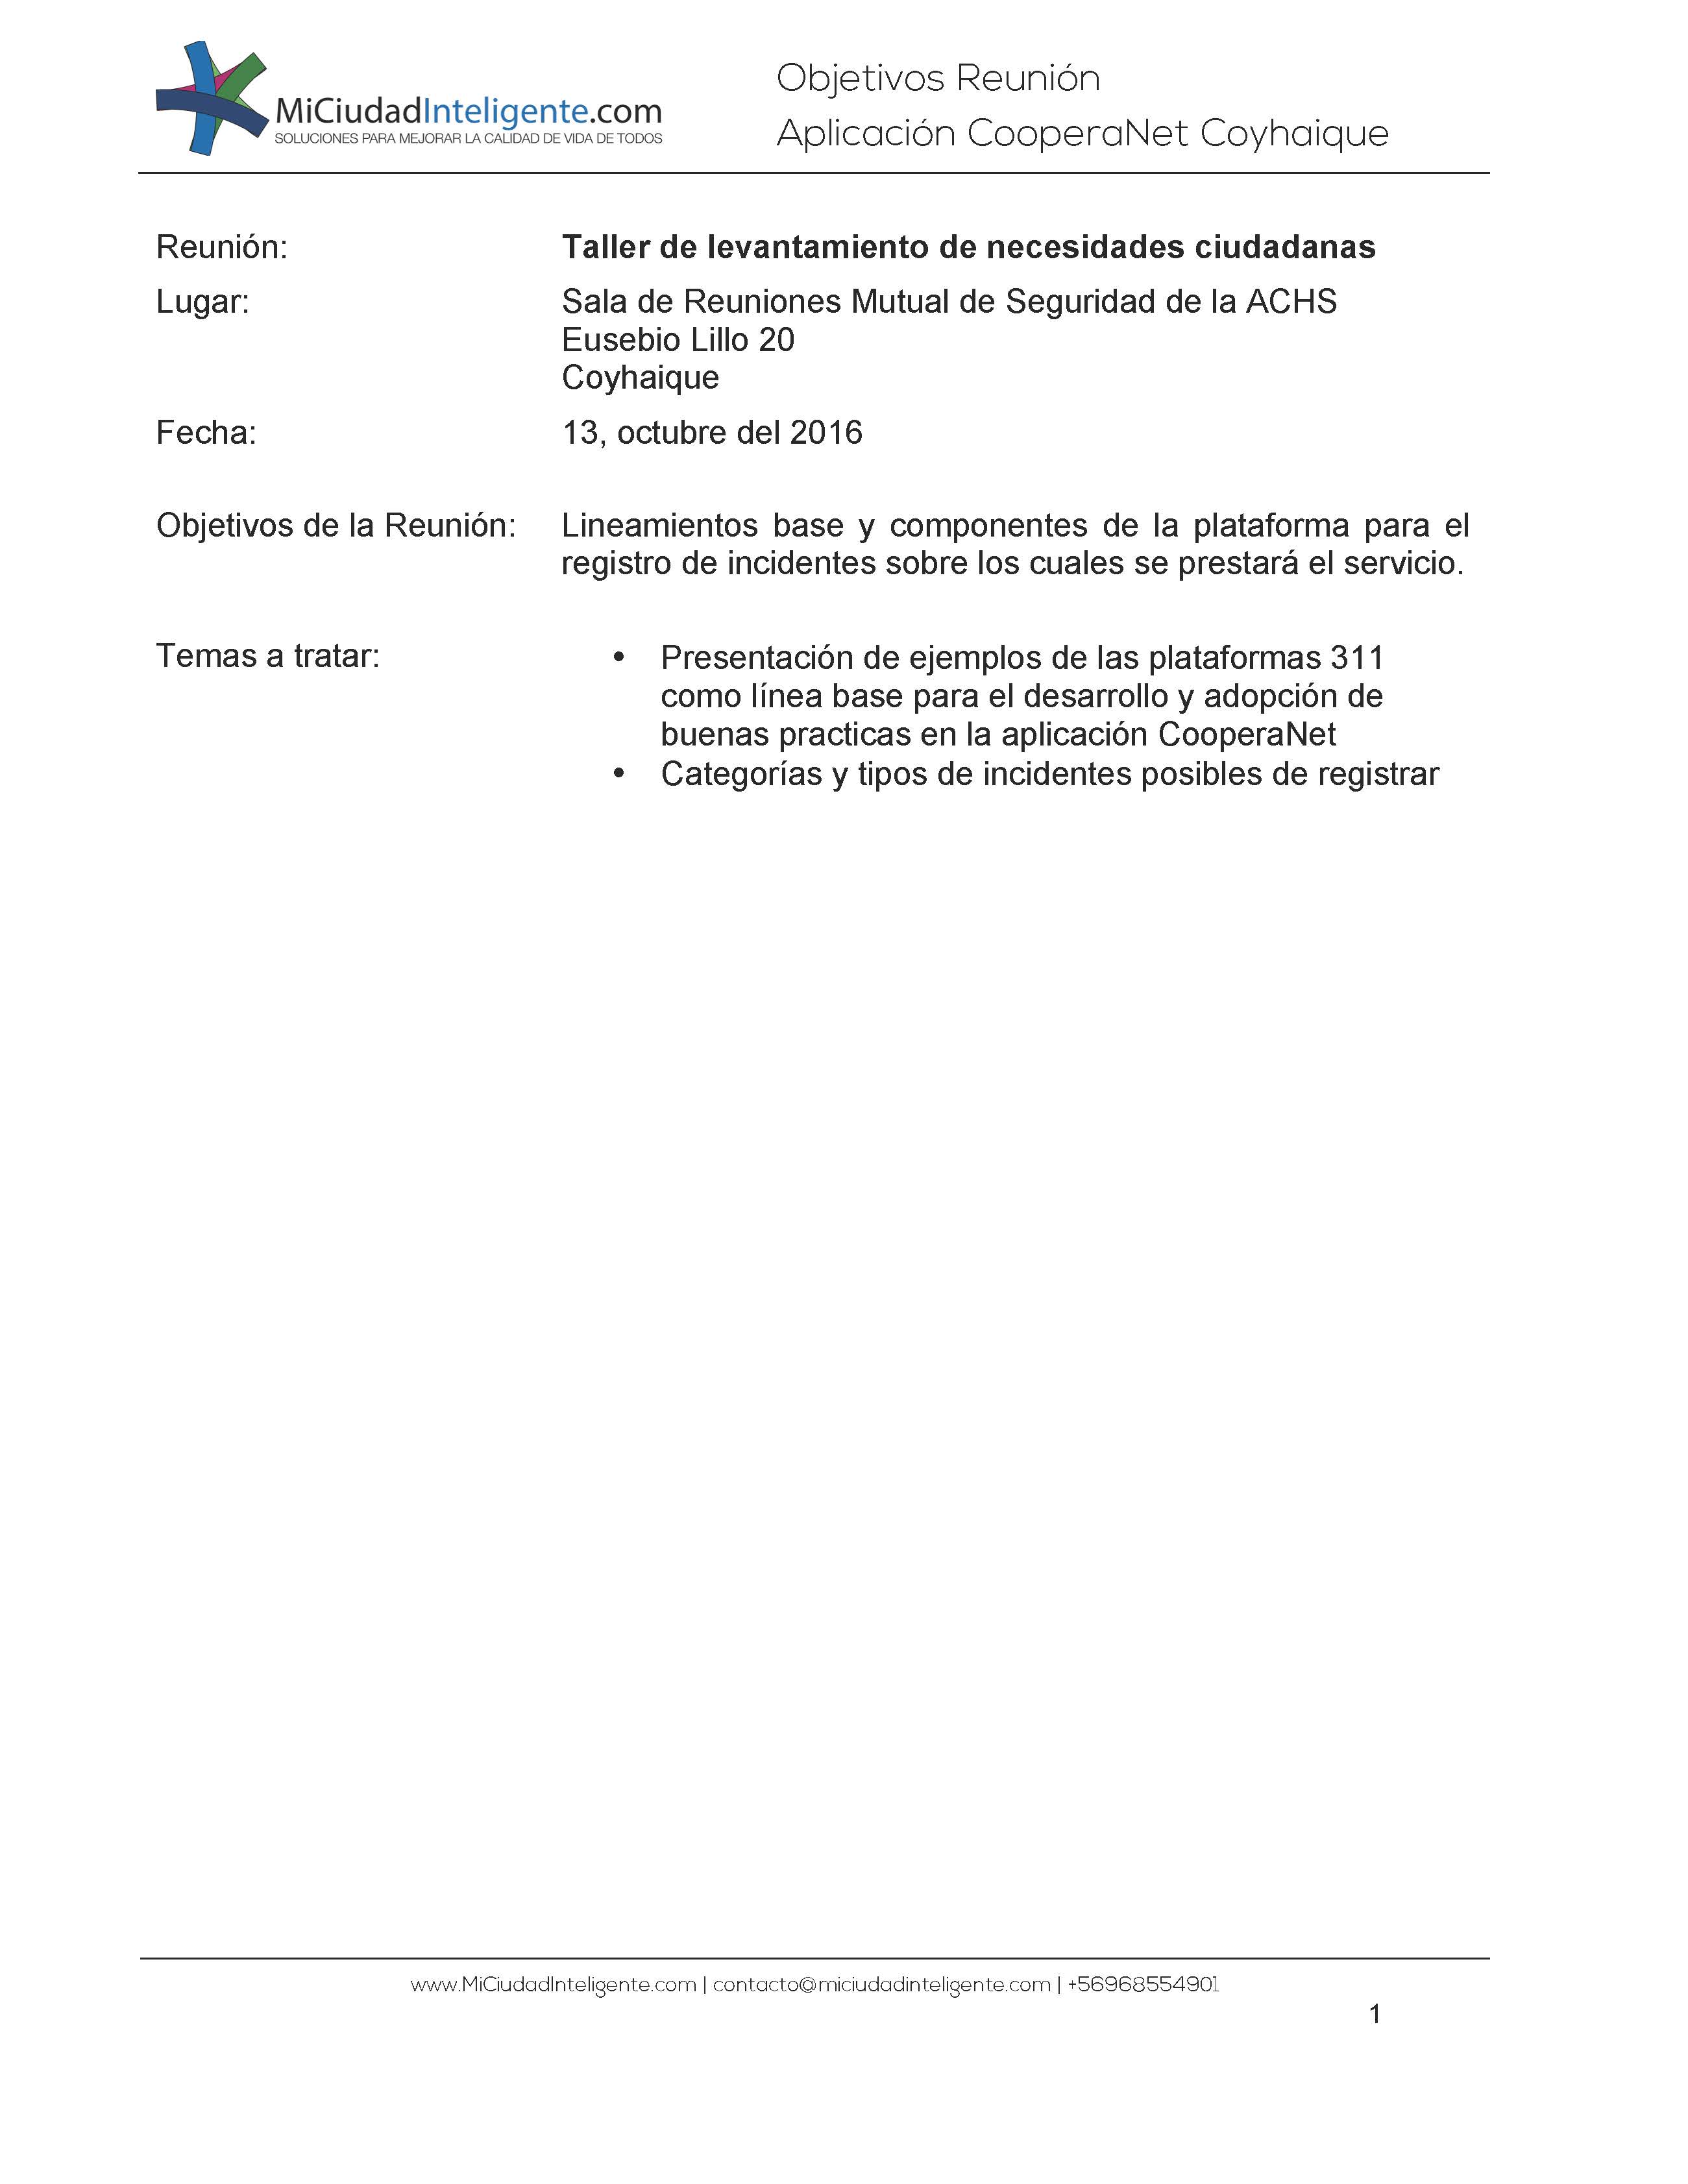 MiCiudadInteligente.com
SOLUCIONES PARA MEJORAR LA CALIDAD DE VIDA DE TODOS
Objetivos Reunión
Aplicación CooperaNet Coyhaique
Reunión: Taller de levantamiento de necesidades ciudadanas
Lugar: Sala de Reuniones Mutual de Seguridad de la ACHS
Eusebio Lillo 20
Coyhaique
Fecha: 13, octubre del 2016
Objetivos de la Reunión: Lineamientos base y componentes de la plataforma para el
registro de incidentes sobre los cuales se prestará el servicio.
Temas a tratar: • Presentación de ejemplos de las plataformas 311
como línea base para el desarrollo y adopción de
buenas practicas en la aplicación CooperaNet
• Categorías y tipos de incidentes posibles de registrar
www.MiCiudadInteligente.com | contacto@miciudadinteligente.com | +56968554901
1